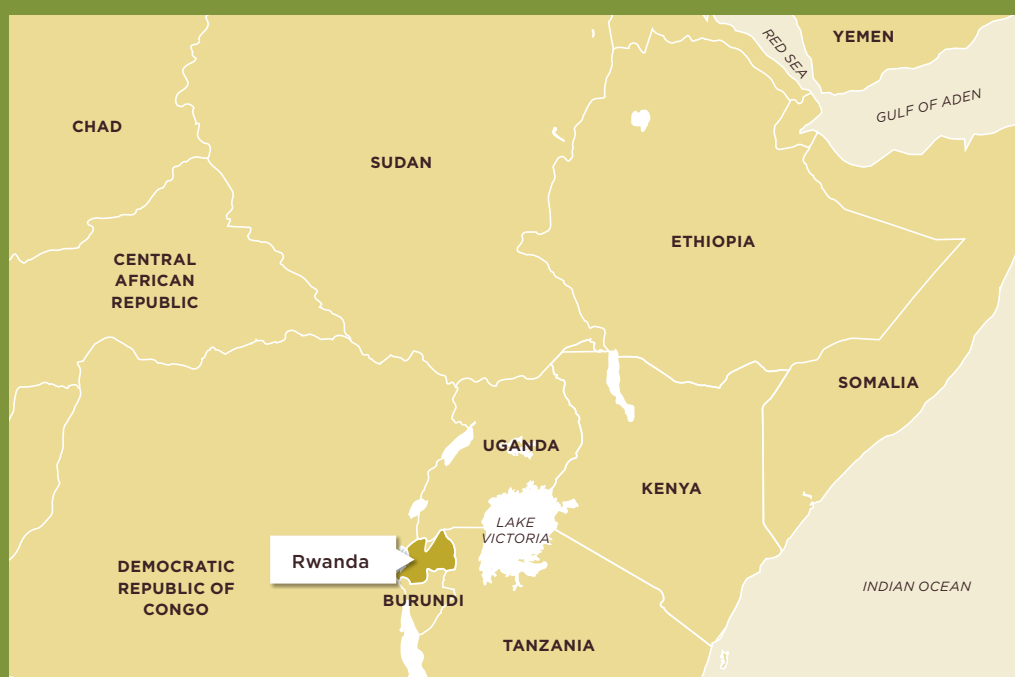 YEMEN
RED SEA
GULF OF ADEN
CHAD
SUDAN
ETHIOPIA
CENTRAL
AFRICAN
REPUBLIC
SOMALIA
UGANDA
KENYA
LAKE
VICTORIA
Rwanda
DEMOCRATIC
REPUBLIC OF
CONGO
INDIAN OCEAN
BURUNDI
TANZANIA